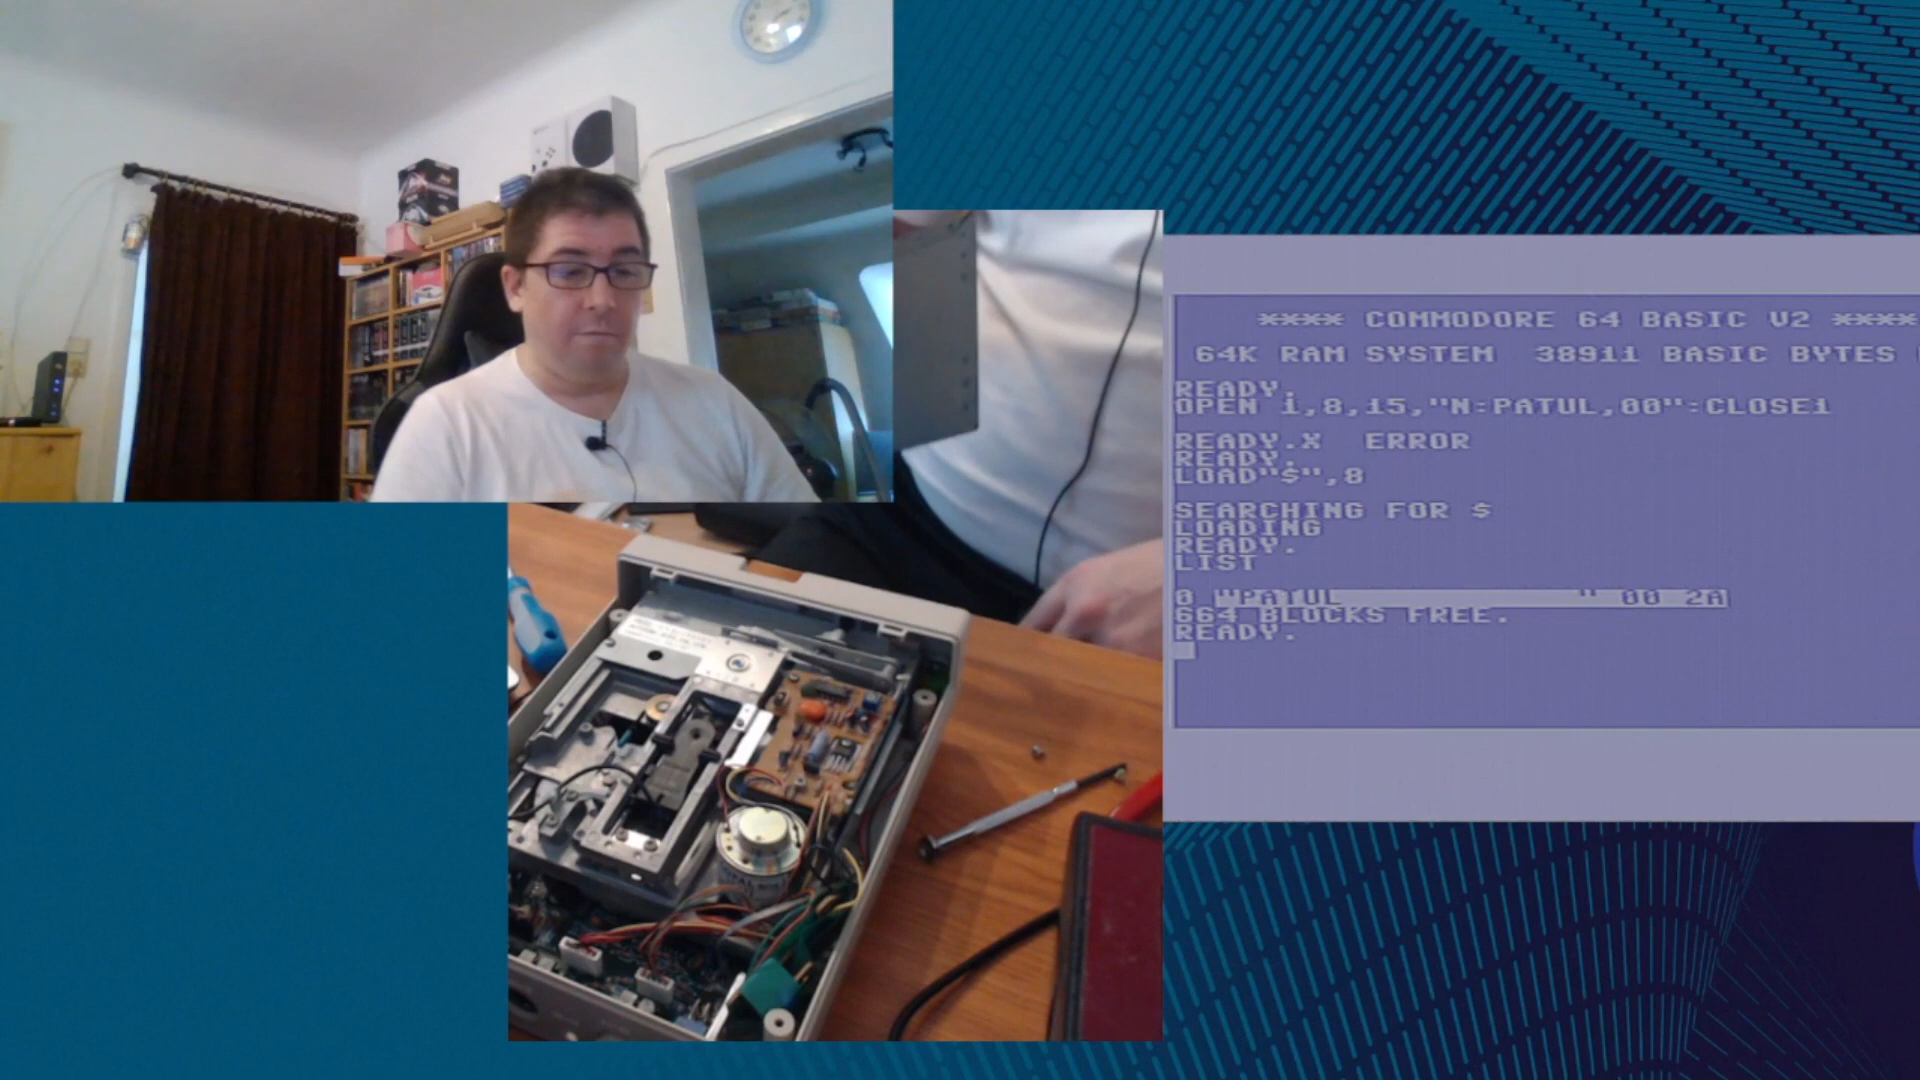 **** COMMODORE 64 BASIC V2 ****
64K RAM SYSTEM  38911 BASIC BYTES
READY.
OPEN 1,8,15,"N:PATUL,00":CLOSE1
READY.X  ERROR
READY.
LOAD"$",8
SEARCHING FOR $
LOADING
READY.
LIST
0 "PATUL           " 00 2A
664 BLOCKS FREE.
READY.